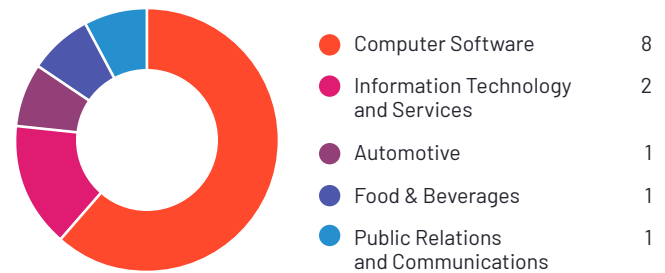 Computer Software 8
Information Technology 2
and Services
Automotive 1
Food & Beverages 1
Public Relations 1
and Communications